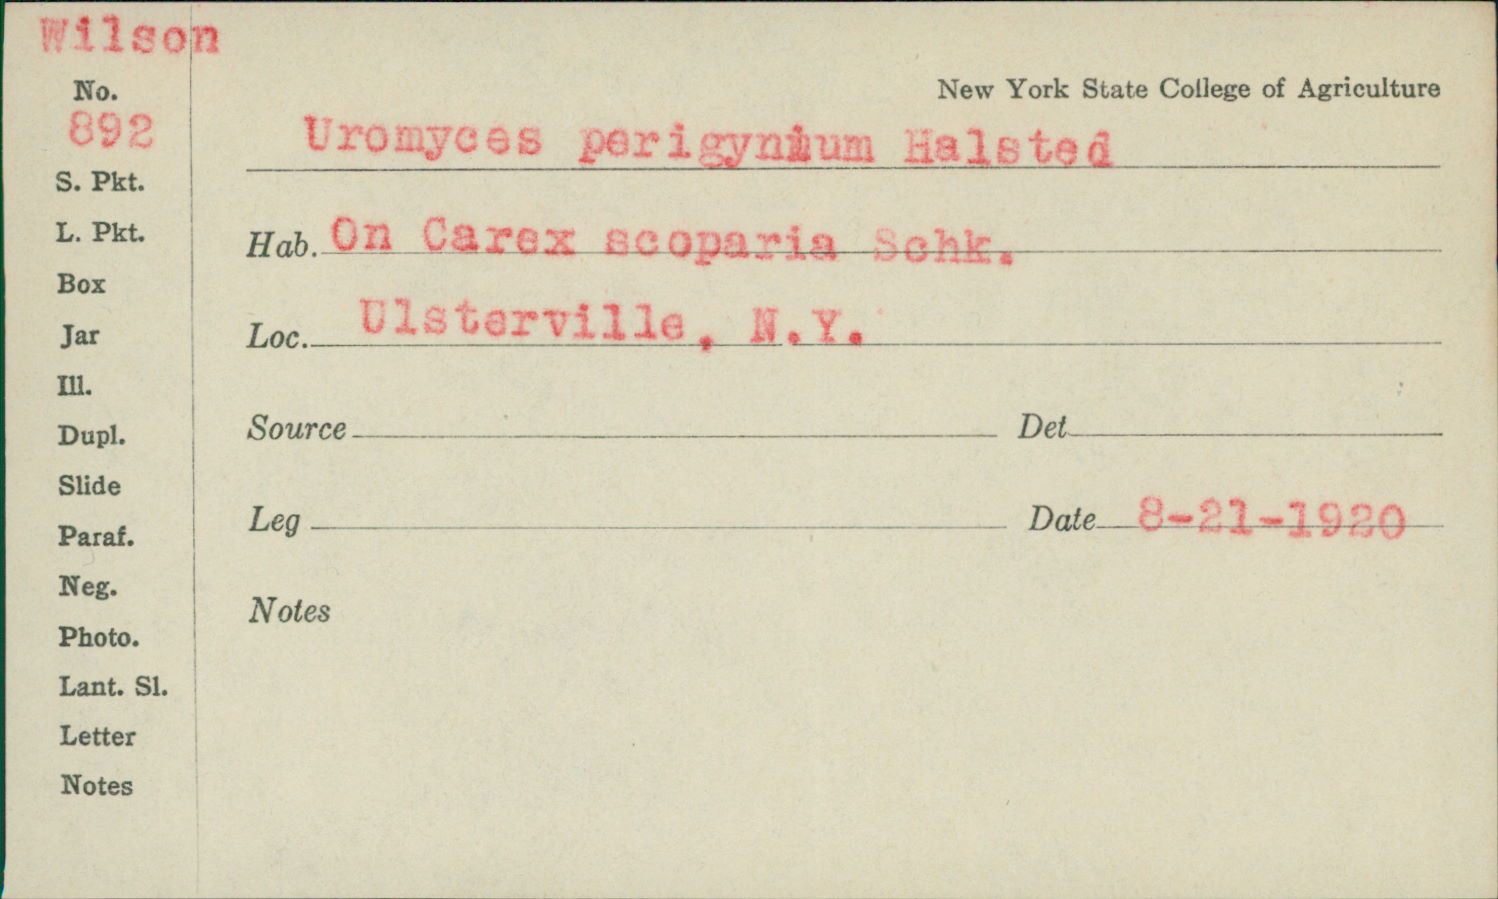 Wilson
No.
892
New York State College of Agriculture
Uromyces perigynium Halsted
S. Pkt.
L. Pkt.
Hab. On Carex scoparia Schk.
Box
Jar
Loc. Ulsterville, N.Y.
Ill.
Dupl.
Source Det
Slide
Leg Date 8-21-1920
Paraf.
Neg.
Notes
Photo.
Lant. Sl.
Letter
Notes